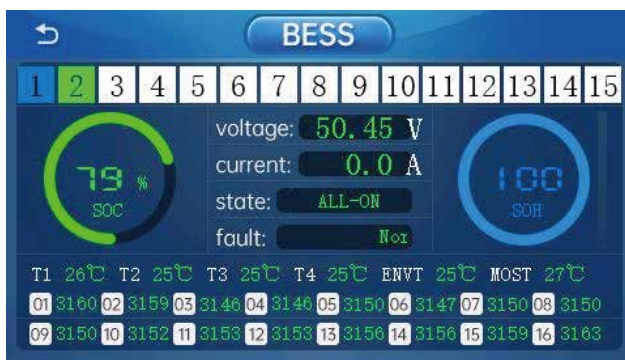 BESS
1 2 3 4 5 6 7 8 9 10 11 12 13 14 15
voltage: 50.45 V
current: 0.0 A
79 %
SOC
100
SOH
state: ALL-ON
fault: Nor
T1 26℃ T2 25℃ T3 25℃ T4 25℃ ENVT 25℃ MOST 27℃
01 3160 02 3159 03 3146 04 3146 05 3150 06 3147 07 3150 08 3150
09 3150 10 3152 11 3153 12 3153 13 3156 14 3156 15 3159 16 3163